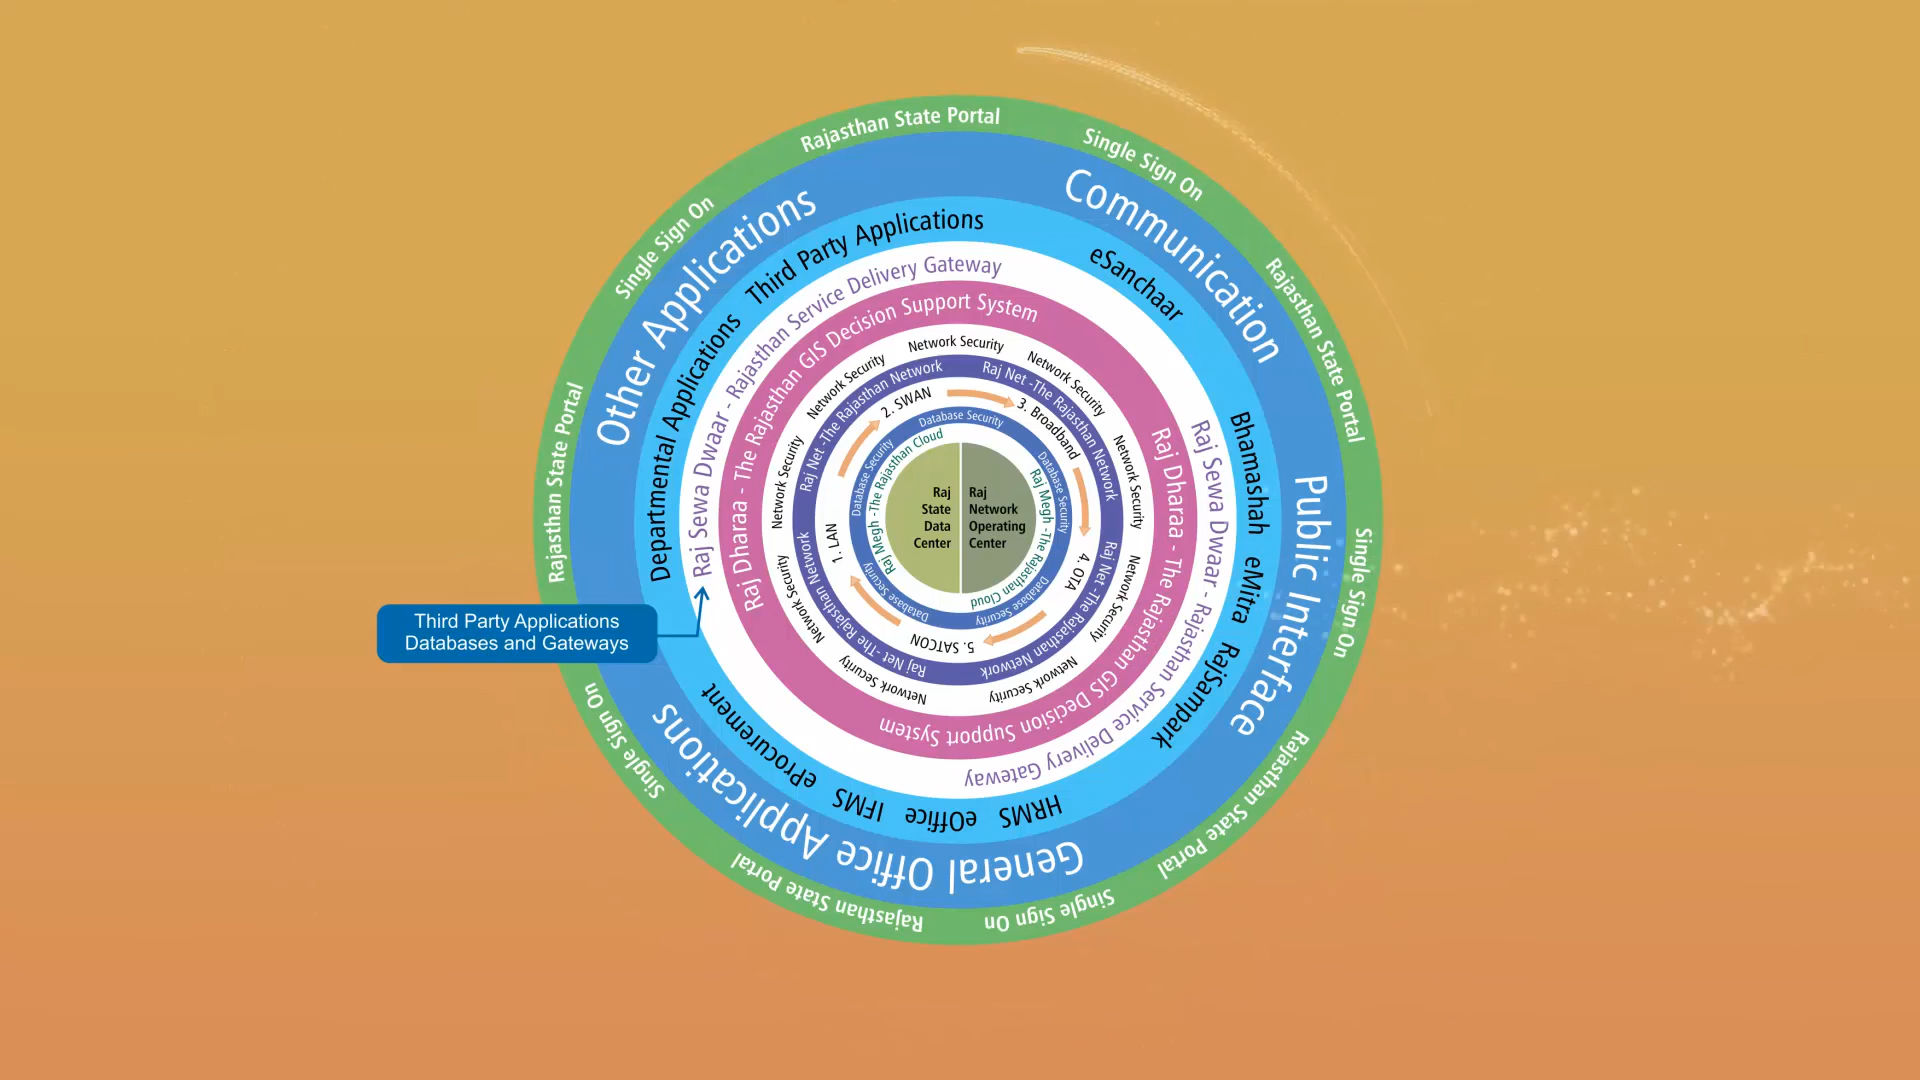 Rajasthan State Portal
Single Sign On
Rajasthan State Portal
Single Sign On
Rajasthan State Portal
Single Sign On
Rajasthan State Portal
Single Sign On
Rajasthan State Portal
Single Sign On
Other Applications
Communication
Public Interface
General Office Applications
Departmental Applications
Third Party Applications
eSanchaar
Bhamashah
eMitra
RajSampark
HRMS
eOffice
IFMS
eProcurement
Raj Sewa Dwaar - Rajasthan Service Delivery Gateway
Raj Sewa Dwaar - Rajasthan Service Delivery Gateway
Raj Dharaa - The Rajasthan GIS Decision Support System
Raj Dharaa - The Rajasthan GIS Decision Support System
Network Security
Network Security
Network Security
Network Security
Network Security
Network Security
Network Security
Network Security
Network Security
Network Security
Raj Net -The Rajasthan Network
Raj Net -The Rajasthan Network
Raj Net -The Rajasthan Network
Raj Net -The Rajasthan Network
1. LAN
2. SWAN
3. Broadband
4. OTA
5. SATCON
Database Security
Database Security
Database Security
Database Security
Database Security
Raj Megh -The Rajasthan Cloud
Raj Megh -The Rajasthan Cloud
Raj
State
Data
Center
Raj
Network
Operating
Center
Third Party Applications
Databases and Gateways